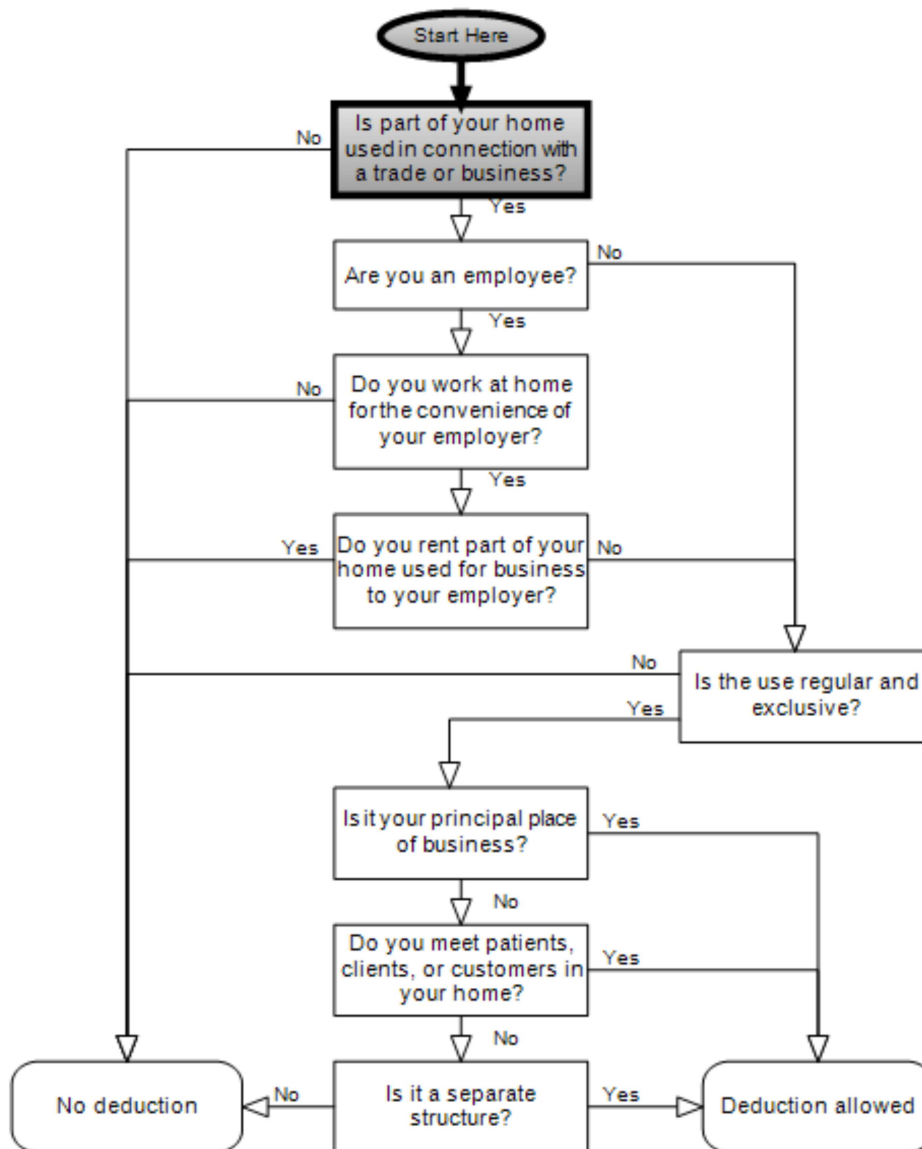 Start Here
Is part of your home
used in connection with
a trade or business?
No
Yes
Are you an employee?
No
Yes
Do you work at home
for the convenience of
your employer?
No
Yes
Do you rent part of your
home used for business
to your employer?
Yes
No
Is the use regular and
exclusive?
No
Yes
Is it your principal place
of business?
Yes
No
Do you meet patients,
clients, or customers in
your home?
Yes
No
Is it a separate
structure?
No
Yes
No deduction
Deduction allowed